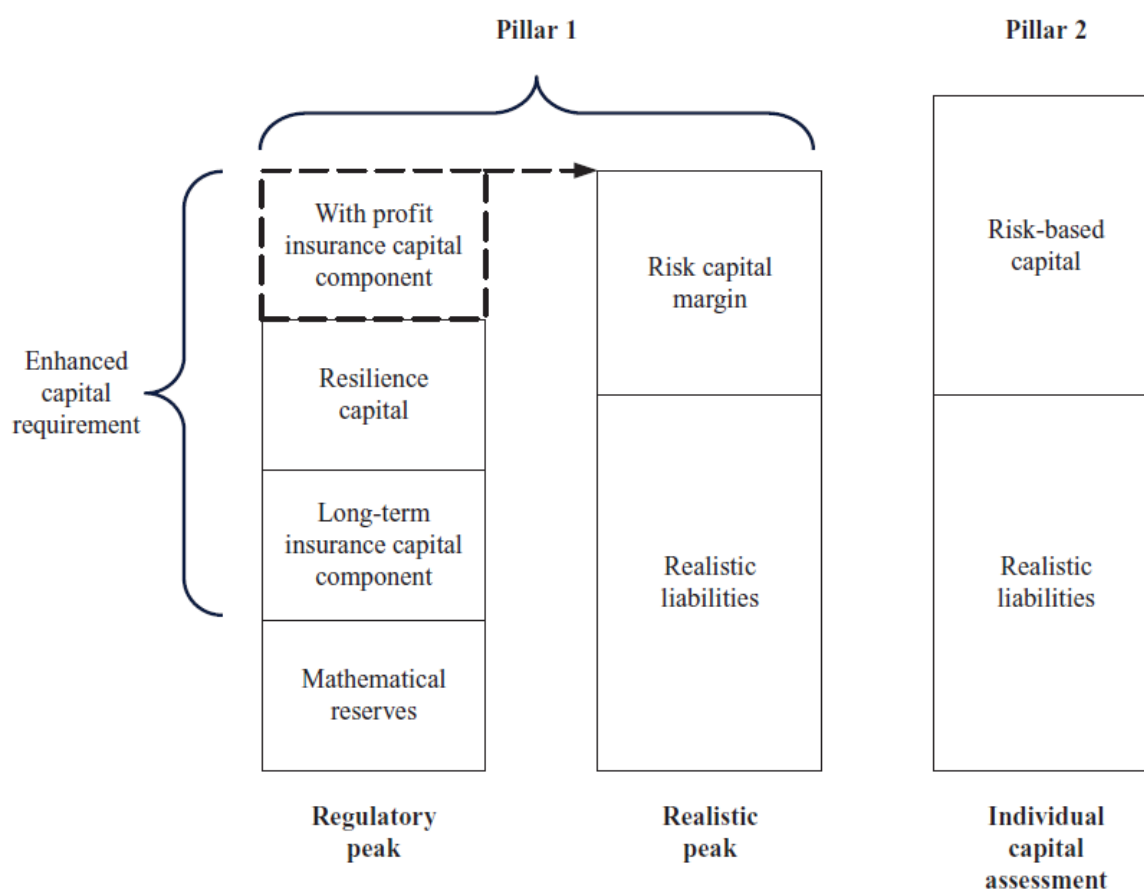 Pillar 1
Pillar 2
With profit
insurance capital
component
Risk capital
margin
Risk-based
capital
Enhanced
capital
requirement
Resilience
capital
Long-term
insurance capital
component
Realistic
liabilities
Realistic
liabilities
Mathematical
reserves
Regulatory
peak
Realistic
peak
Individual
capital
assessment